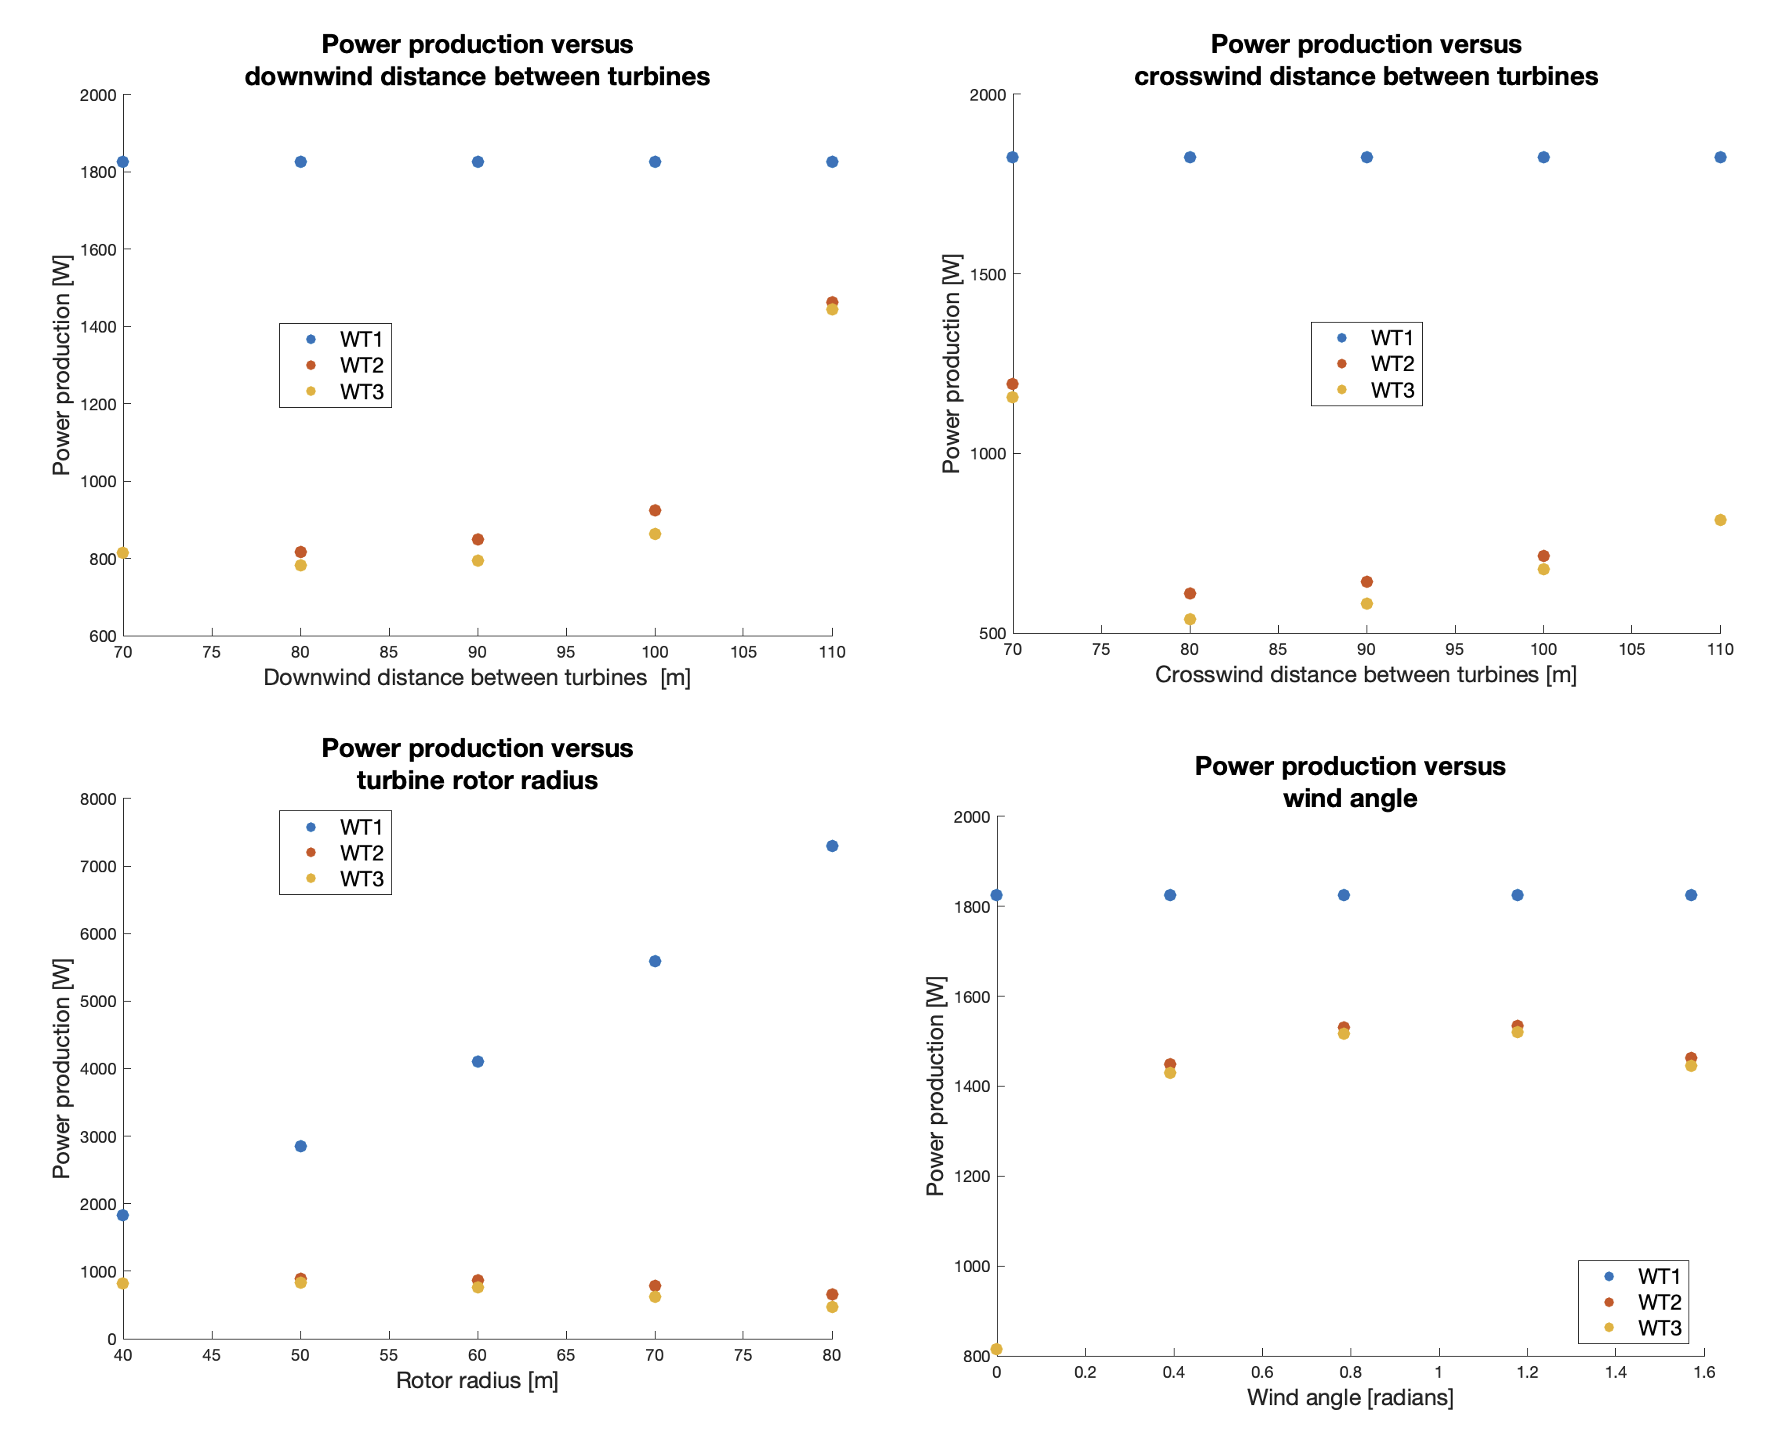 Power production versus
downwind distance between turbines
2000
1800
1600
1400
1200
1000
800
600
70 75 80 85 90 95 100 105 110
Power production [W]
Downwind distance between turbines [m]
WT1
WT2
WT3
Power production versus
crosswind distance between turbines
2000
1500
1000
500
70 75 80 85 90 95 100 105 110
Power production [W]
Crosswind distance between turbines [m]
WT1
WT2
WT3
Power production versus
turbine rotor radius
8000
7000
6000
5000
4000
3000
2000
1000
0
40 45 50 55 60 65 70 75 80
Power production [W]
Rotor radius [m]
WT1
WT2
WT3
Power production versus
wind angle
2000
1800
1600
1400
1200
1000
800
0 0.2 0.4 0.6 0.8 1 1.2 1.4 1.6
Power production [W]
Wind angle [radians]
WT1
WT2
WT3